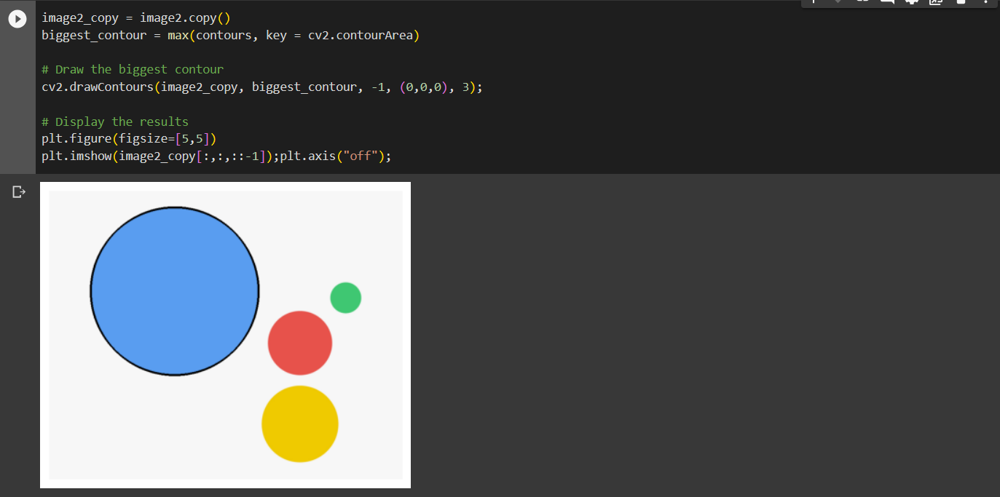 image2_copy = image2.copy()
biggest_contour = max(contours, key = cv2.contourArea)
# Draw the biggest contour
cv2.drawContours(image2_copy, biggest_contour, -1, (0,0,0), 3);
# Display the results
plt.figure(figsize=[5,5])
plt.imshow(image2_copy[:,:,::-1]);plt.axis("off");